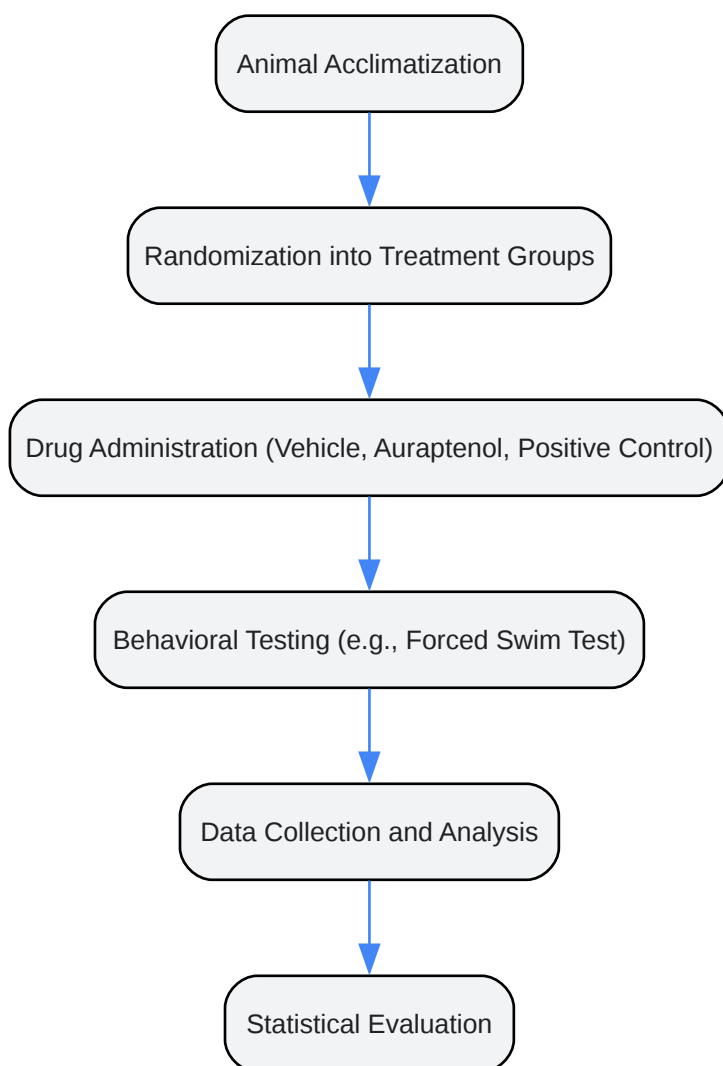 Animal Acclimatization
Randomization into Treatment Groups
Drug Administration (Vehicle, Auraptenol, Positive Control)
Behavioral Testing (e.g., Forced Swim Test)
Data Collection and Analysis
Statistical Evaluation